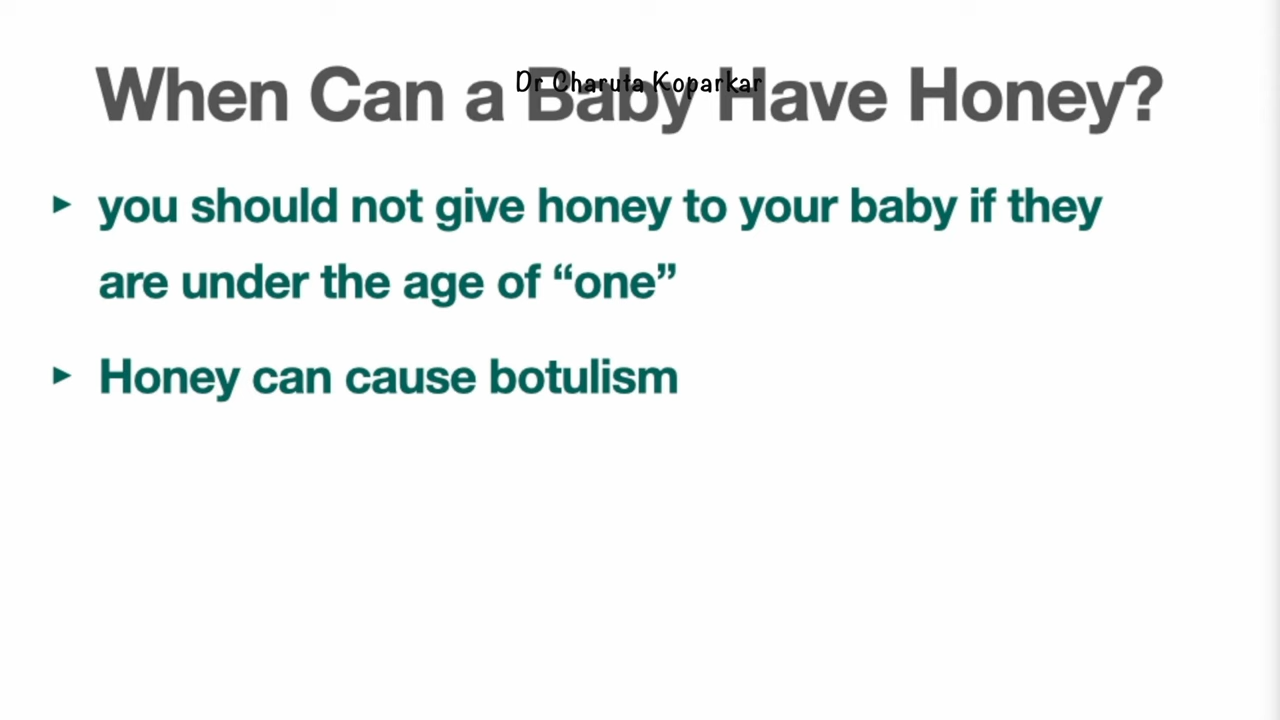 Dr Charuta Koparkar
When Can a Baby Have Honey?
▸ you should not give honey to your baby if they
are under the age of “one”
▸ Honey can cause botulism